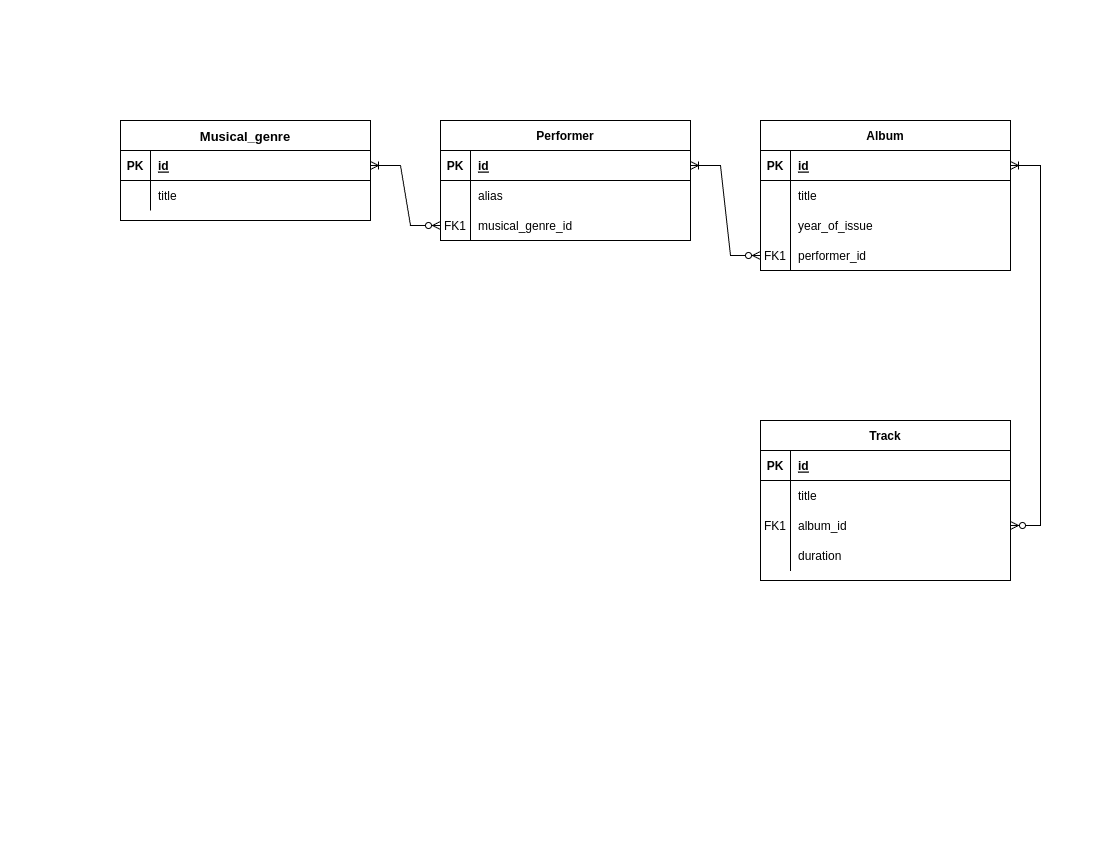 Musical_genre
PK id
title
Performer
PK id
alias
FK1 musical_genre_id
Album
PK id
title
year_of_issue
FK1 performer_id
Track
PK id
title
FK1 album_id
duration